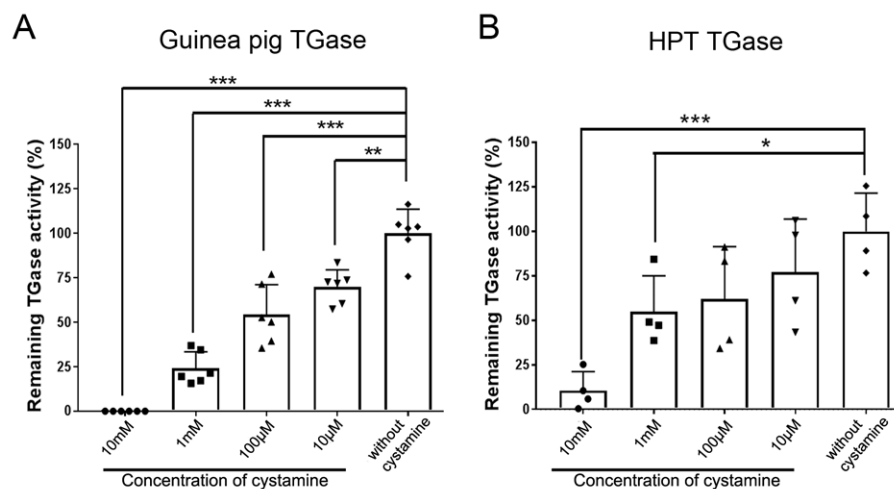 A
Guinea pig TGase
***
***
***
**
Remaining TGase activity (%)
150
125
100
75
50
25
0
10mM
1mM
100µM
10µM
without
cystamine
Concentration of cystamine
B
HPT TGase
***
*
Remaining TGase activity (%)
150
125
100
75
50
25
0
10mM
1mM
100µM
10µM
without
cystamine
Concentration of cystamine